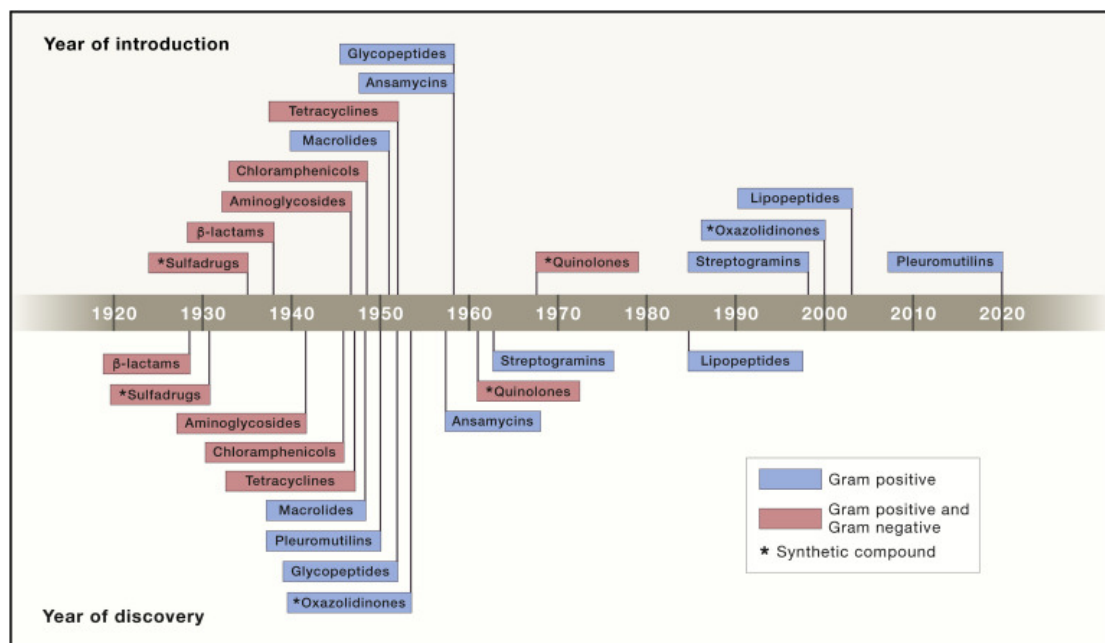 Year of introduction
Glycopeptides
Ansamycins
Tetracyclines
Macrolides
Chloramphenicols
Aminoglycosides
Lipopeptides
β-lactams
*Oxazolidinones
*Sulfadrugs
*Quinolones
Streptogramins
Pleuromutilins
1920 1930 1940 1950 1960 1970 1980 1990 2000 2010 2020
β-lactams
Streptogramins
Lipopeptides
*Sulfadrugs
*Quinolones
Aminoglycosides
Ansamycins
Chloramphenicols
Tetracyclines
Macrolides
Pleuromutilins
Glycopeptides
*Oxazolidinones
Year of discovery
Gram positive
Gram positive and
Gram negative
* Synthetic compound